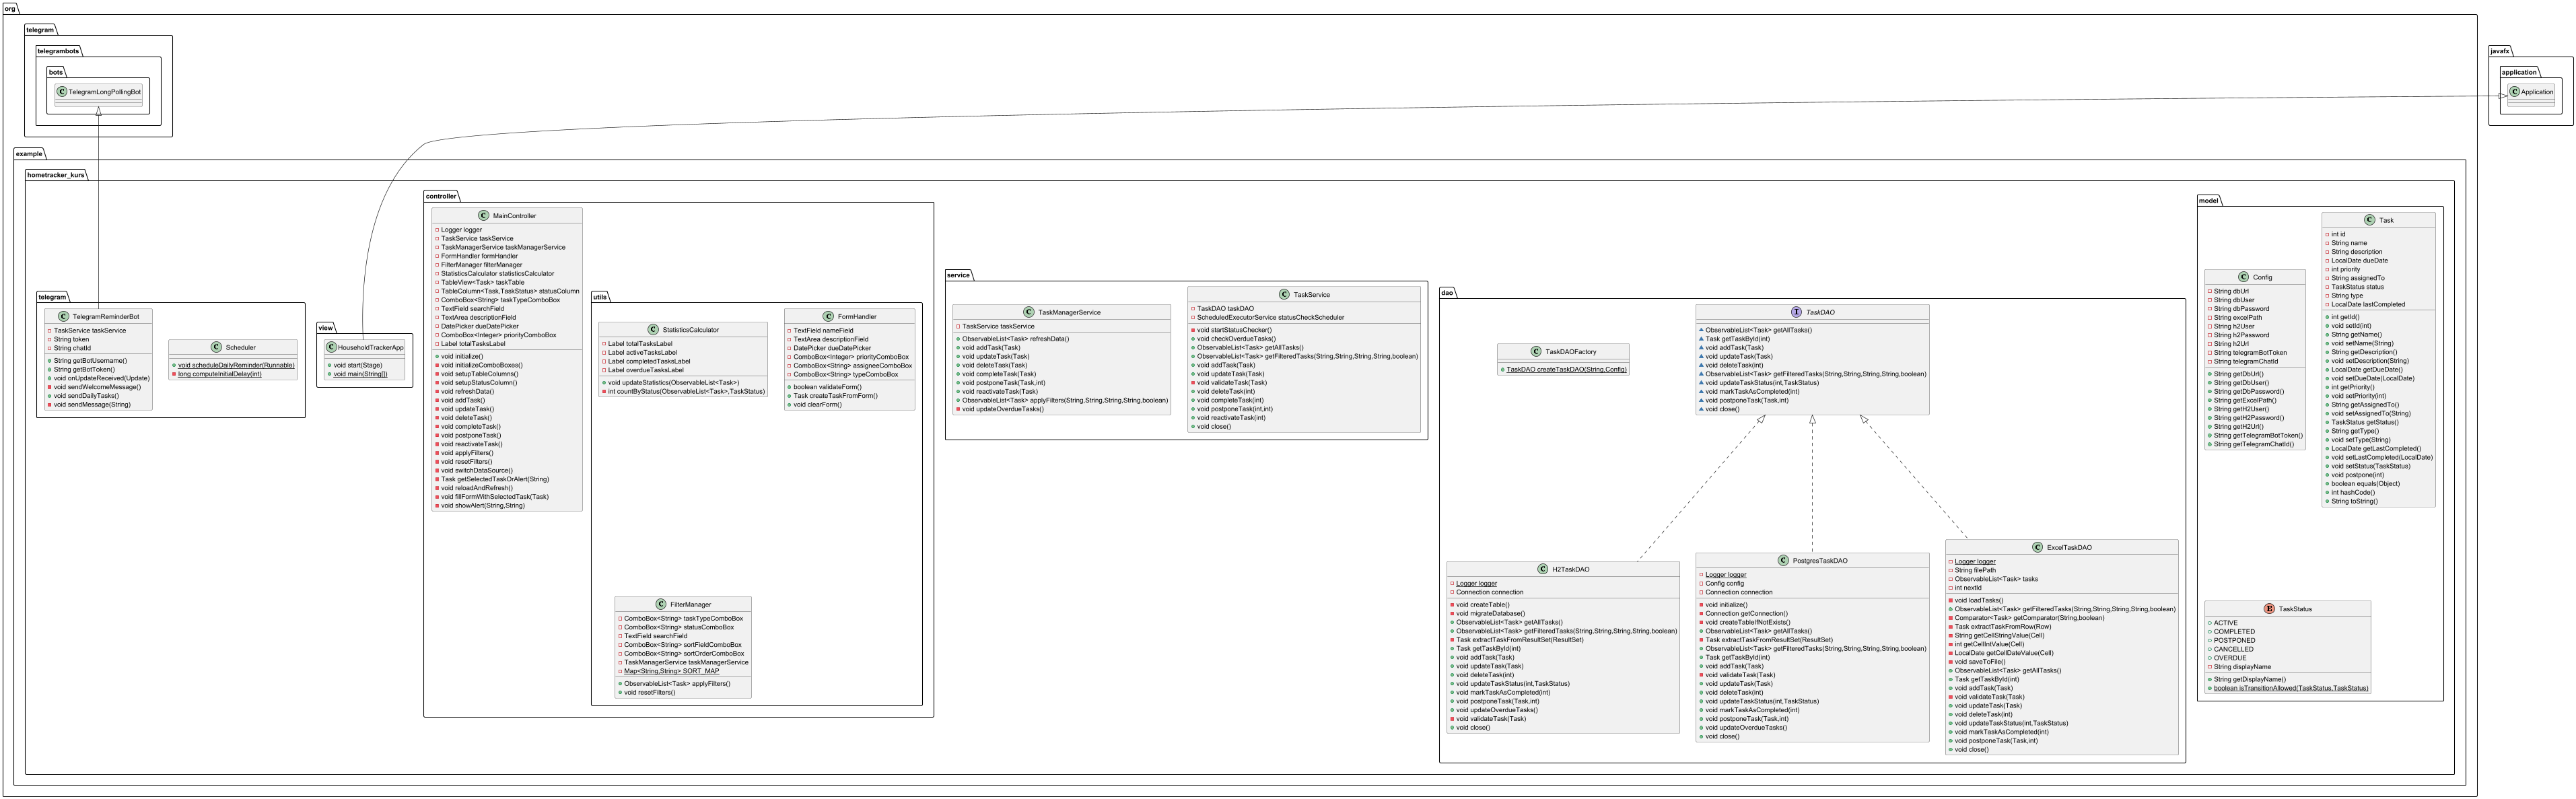 org
telegram
telegrambots
bots
TelegramLongPollingBot
javafx
application
Application
example
hometracker_kurs
telegram
TelegramReminderBot
TaskService taskService
String token
String chatId
String getBotUsername()
String getBotToken()
void onUpdateReceived(Update)
void sendWelcomeMessage()
void sendDailyTasks()
void sendMessage(String)
Scheduler
void scheduleDailyReminder(Runnable)
long computeInitialDelay(int)
view
HouseholdTrackerApp
void start(Stage)
void main(String[])
controller
MainController
Logger logger
TaskService taskService
TaskManagerService taskManagerService
FormHandler formHandler
FilterManager filterManager
StatisticsCalculator statisticsCalculator
TableView<Task> taskTable
TableColumn<Task,TaskStatus> statusColumn
ComboBox<String> taskTypeComboBox
TextField searchField
TextArea descriptionField
DatePicker dueDatePicker
ComboBox<Integer> priorityComboBox
Label totalTasksLabel
void initialize()
void initializeComboBoxes()
void setupTableColumns()
void setupStatusColumn()
void refreshData()
void addTask()
void updateTask()
void deleteTask()
void completeTask()
void postponeTask()
void reactivateTask()
void applyFilters()
void resetFilters()
void switchDataSource()
Task getSelectedTaskOrAlert(String)
void reloadAndRefresh()
void fillFormWithSelectedTask(Task)
void showAlert(String,String)
utils
StatisticsCalculator
Label totalTasksLabel
Label activeTasksLabel
Label completedTasksLabel
Label overdueTasksLabel
void updateStatistics(ObservableList<Task>)
int countByStatus(ObservableList<Task>,TaskStatus)
FormHandler
TextField nameField
TextArea descriptionField
DatePicker dueDatePicker
ComboBox<Integer> priorityComboBox
ComboBox<String> assigneeComboBox
ComboBox<String> typeComboBox
boolean validateForm()
Task createTaskFromForm()
void clearForm()
FilterManager
ComboBox<String> taskTypeComboBox
ComboBox<String> statusComboBox
TextField searchField
ComboBox<String> sortFieldComboBox
ComboBox<String> sortOrderComboBox
TaskManagerService taskManagerService
Map<String,String> SORT_MAP
ObservableList<Task> applyFilters()
void resetFilters()
service
TaskManagerService
TaskService taskService
ObservableList<Task> refreshData()
void addTask(Task)
void updateTask(Task)
void deleteTask(Task)
void completeTask(Task)
void postponeTask(Task,int)
void reactivateTask(Task)
ObservableList<Task> applyFilters(String,String,String,String,boolean)
void updateOverdueTasks()
TaskService
TaskDAO taskDAO
ScheduledExecutorService statusCheckScheduler
void startStatusChecker()
void checkOverdueTasks()
ObservableList<Task> getAllTasks()
ObservableList<Task> getFilteredTasks(String,String,String,String,boolean)
void addTask(Task)
void updateTask(Task)
void validateTask(Task)
void deleteTask(int)
void completeTask(int)
void postponeTask(int,int)
void reactivateTask(int)
void close()
dao
TaskDAOFactory
TaskDAO createTaskDAO(String,Config)
TaskDAO
ObservableList<Task> getAllTasks()
Task getTaskById(int)
void addTask(Task)
void updateTask(Task)
void deleteTask(int)
ObservableList<Task> getFilteredTasks(String,String,String,String,boolean)
void updateTaskStatus(int,TaskStatus)
void markTaskAsCompleted(int)
void postponeTask(Task,int)
void close()
H2TaskDAO
Logger logger
Connection connection
void createTable()
void migrateDatabase()
ObservableList<Task> getAllTasks()
ObservableList<Task> getFilteredTasks(String,String,String,String,boolean)
Task extractTaskFromResultSet(ResultSet)
Task getTaskById(int)
void addTask(Task)
void updateTask(Task)
void deleteTask(int)
void updateTaskStatus(int,TaskStatus)
void markTaskAsCompleted(int)
void postponeTask(Task,int)
void updateOverdueTasks()
void validateTask(Task)
void close()
PostgresTaskDAO
Logger logger
Config config
Connection connection
void initialize()
Connection getConnection()
void createTableIfNotExists()
ObservableList<Task> getAllTasks()
Task extractTaskFromResultSet(ResultSet)
ObservableList<Task> getFilteredTasks(String,String,String,String,boolean)
Task getTaskById(int)
void addTask(Task)
void validateTask(Task)
void updateTask(Task)
void deleteTask(int)
void updateTaskStatus(int,TaskStatus)
void markTaskAsCompleted(int)
void postponeTask(Task,int)
void updateOverdueTasks()
void close()
ExcelTaskDAO
Logger logger
String filePath
ObservableList<Task> tasks
int nextId
void loadTasks()
ObservableList<Task> getFilteredTasks(String,String,String,String,boolean)
Comparator<Task> getComparator(String,boolean)
Task extractTaskFromRow(Row)
String getCellStringValue(Cell)
int getCellIntValue(Cell)
LocalDate getCellDateValue(Cell)
void saveToFile()
ObservableList<Task> getAllTasks()
Task getTaskById(int)
void addTask(Task)
void validateTask(Task)
void updateTask(Task)
void deleteTask(int)
void updateTaskStatus(int,TaskStatus)
void markTaskAsCompleted(int)
void postponeTask(Task,int)
void close()
model
Config
String dbUrl
String dbUser
String dbPassword
String excelPath
String h2User
String h2Password
String h2Url
String telegramBotToken
String telegramChatId
String getDbUrl()
String getDbUser()
String getDbPassword()
String getExcelPath()
String getH2User()
String getH2Password()
String getH2Url()
String getTelegramBotToken()
String getTelegramChatId()
Task
int id
String name
String description
LocalDate dueDate
int priority
String assignedTo
TaskStatus status
String type
LocalDate lastCompleted
int getId()
void setId(int)
String getName()
void setName(String)
String getDescription()
void setDescription(String)
LocalDate getDueDate()
void setDueDate(LocalDate)
int getPriority()
void setPriority(int)
String getAssignedTo()
void setAssignedTo(String)
TaskStatus getStatus()
String getType()
void setType(String)
LocalDate getLastCompleted()
void setLastCompleted(LocalDate)
void setStatus(TaskStatus)
void postpone(int)
boolean equals(Object)
int hashCode()
String toString()
TaskStatus
ACTIVE
COMPLETED
POSTPONED
CANCELLED
OVERDUE
String displayName
String getDisplayName()
boolean isTransitionAllowed(TaskStatus,TaskStatus)